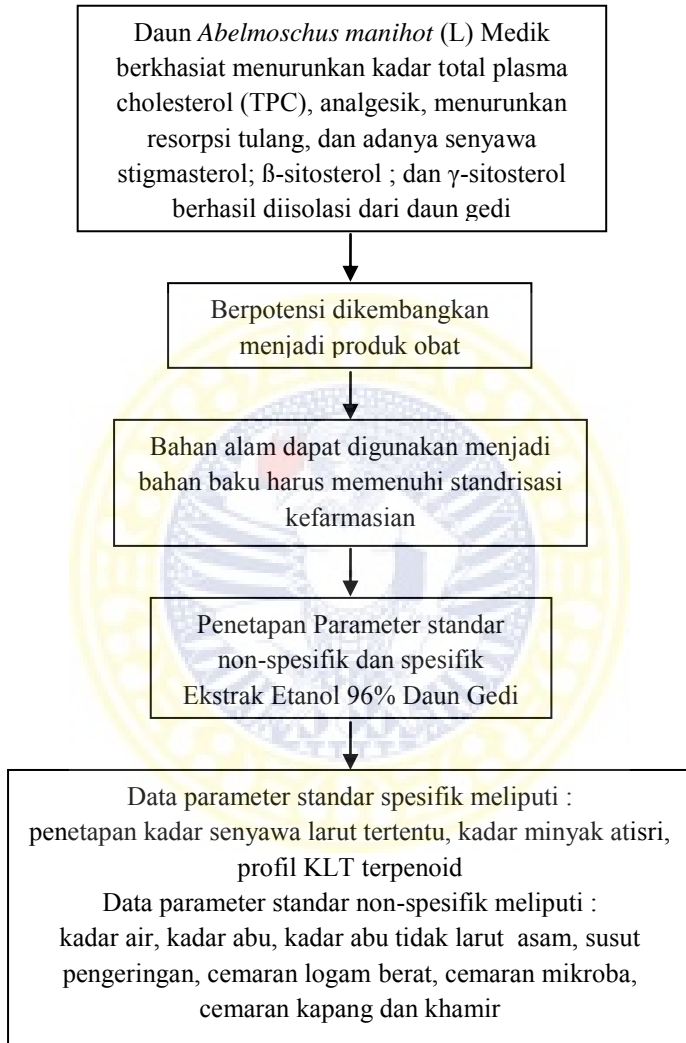 Daun Abelmoschus manihot (L) Medik
berkhasiat menurunkan kadar total plasma
cholesterol (TPC), analgesik, menurunkan
resorpsi tulang, dan adanya senyawa
stigmasterol; ß-sitosterol ; dan γ-sitosterol
berhasil diisolasi dari daun gedi
Berpotensi dikembangkan
menjadi produk obat
Bahan alam dapat digunakan menjadi
bahan baku harus memenuhi standrisasi
kefarmasian
Penetapan Parameter standar
non-spesifik dan spesifik
Ekstrak Etanol 96% Daun Gedi
Data parameter standar spesifik meliputi :
penetapan kadar senyawa larut tertentu, kadar minyak atisri,
profil KLT terpenoid
Data parameter standar non-spesifik meliputi :
kadar air, kadar abu, kadar abu tidak larut asam, susut
pengeringan, cemaran logam berat, cemaran mikroba,
cemaran kapang dan khamir